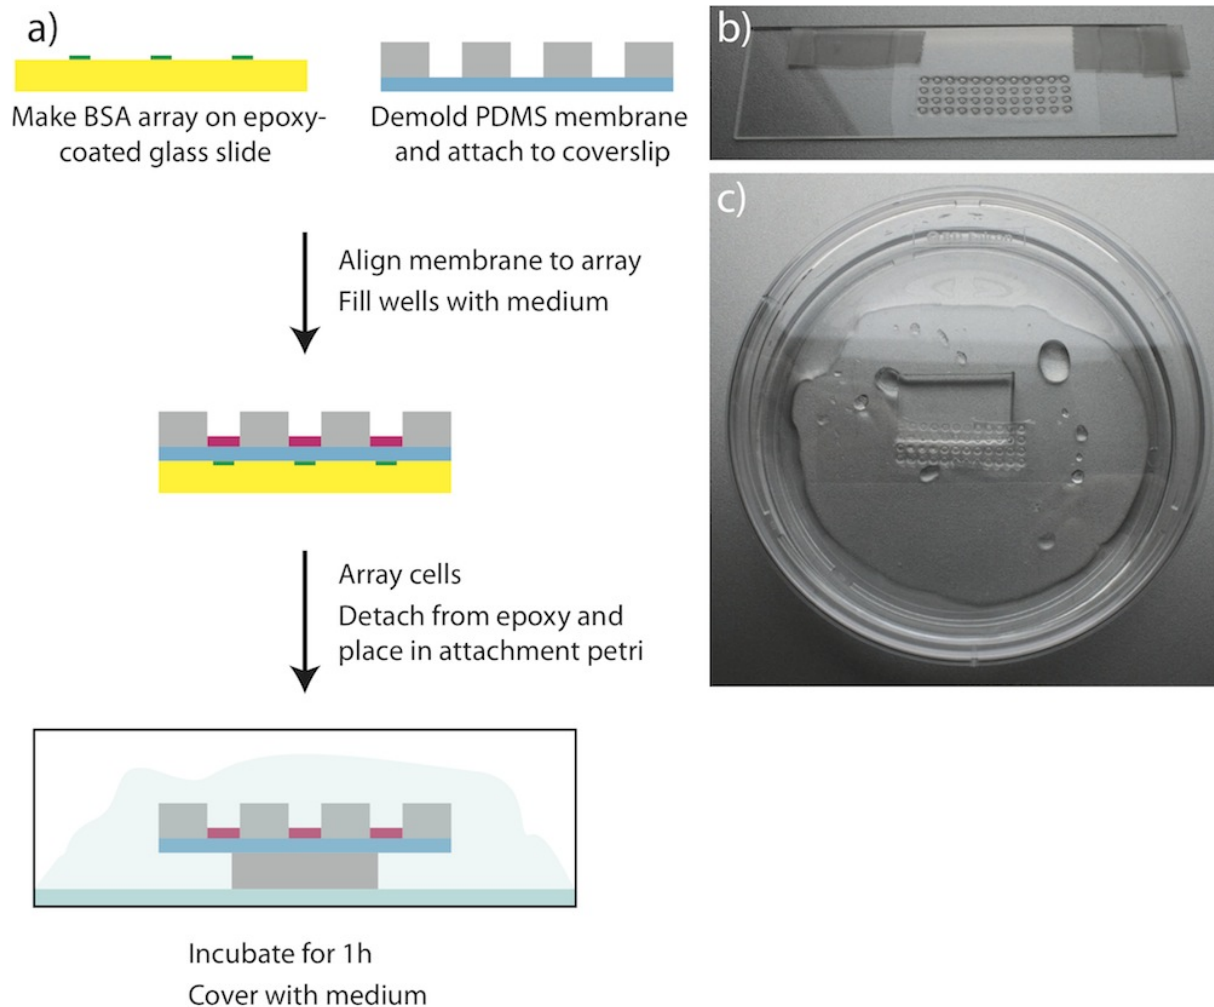 a)
Make BSA array on epoxy-
coated glass slide
Demold PDMS membrane
and attach to coverslip
Align membrane to array
Fill wells with medium
Array cells
Detach from epoxy and
place in attachment petri
Incubate for 1h
Cover with medium
b)
c)